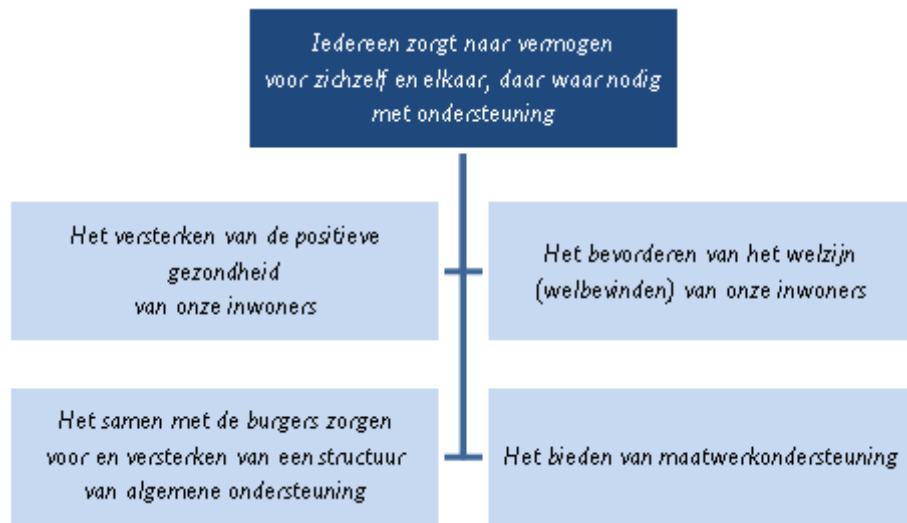 Iedereen zorgt naar vermogen
voor zichzelf en elkaar, daar waar nodig
met ondersteuning
Het versterken van de positieve
gezondheid
van onze inwoners
Het bevorderen van het welzijn
(welbevinden) van onze inwoners
Het samen met de burgers zorgen
voor en versterken van een structuur
van algemene ondersteuning
Het bieden van maatwerkondersteuning